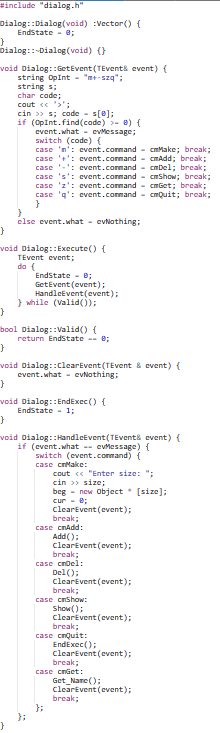 #include "dialog.h"
Dialog::Dialog(void) :Vector() {
EndState = 0;
}
Dialog::~Dialog(void) {}
void Dialog::GetEvent(TEvent& event) {
string OpInt = "m+-szq";
string s;
char code;
cout << '>';
cin >> s; code = s[0];
if (OpInt.find(code) >= 0) {
event.what = evMessage;
switch (code) {
case 'm': event.command = cmMake; break;
case '+': event.command = cmAdd; break;
case '-': event.command = cmDel; break;
case 's': event.command = cmShow; break;
case 'z': event.command = cmGet; break;
case 'q': event.command = cmQuit; break;
}
}
else event.what = evNothing;
}
void Dialog::Execute() {
TEvent event;
do {
EndState = 0;
GetEvent(event);
HandleEvent(event);
} while (Valid());
}
bool Dialog::Valid() {
return EndState == 0;
}
void Dialog::ClearEvent(TEvent & event) {
event.what = evNothing;
}
void Dialog::EndExec() {
EndState = 1;
}
void Dialog::HandleEvent(TEvent& event) {
if (event.what == evMessage) {
switch (event.command) {
case cmMake:
cout << "Enter size: ";
cin >> size;
beg = new Object * [size];
cur = 0;
ClearEvent(event);
break;
case cmAdd:
Add();
ClearEvent(event);
break;
case cmDel:
Del();
ClearEvent(event);
break;
case cmShow:
Show();
ClearEvent(event);
break;
case cmQuit:
EndExec();
ClearEvent(event);
break;
case cmGet:
Get_Name();
ClearEvent(event);
break;
};
};
}